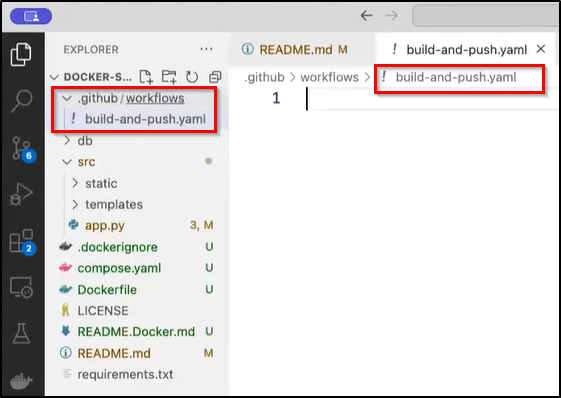 EXPLORER ···
README.md M
build-and-push.yaml
DOCKER-S...
.github > workflows > ! build-and-push.yaml
.github / workflows
1
! build-and-push.yaml
db
src
static
templates
app.py 3, M
.dockerignore U
compose.yaml U
Dockerfile U
LICENSE
README.Docker.md U
README.md M
requirements.txt
6
2